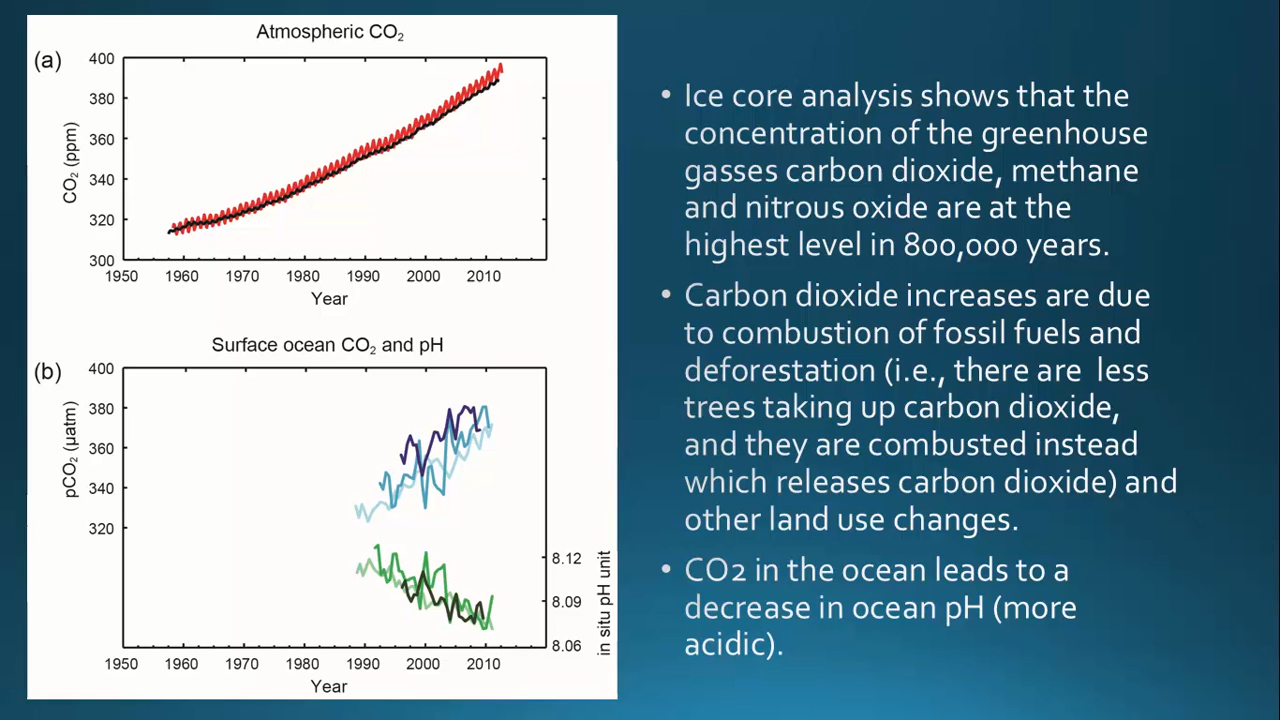 Atmospheric CO₂
(a)
400
380
360
340
320
300
CO₂ (ppm)
1950 1960 1970 1980 1990 2000 2010
Year
Surface ocean CO₂ and pH
(b)
400
380
360
340
320
pCO₂ (µatm)
8.12
8.09
8.06
in situ pH unit
1950 1960 1970 1980 1990 2000 2010
Year
• Ice core analysis shows that the
concentration of the greenhouse
gasses carbon dioxide, methane
and nitrous oxide are at the
highest level in 800,000 years.
• Carbon dioxide increases are due
to combustion of fossil fuels and
deforestation (i.e., there are less
trees taking up carbon dioxide,
and they are combusted instead
which releases carbon dioxide) and
other land use changes.
• CO2 in the ocean leads to a
decrease in ocean pH (more
acidic).